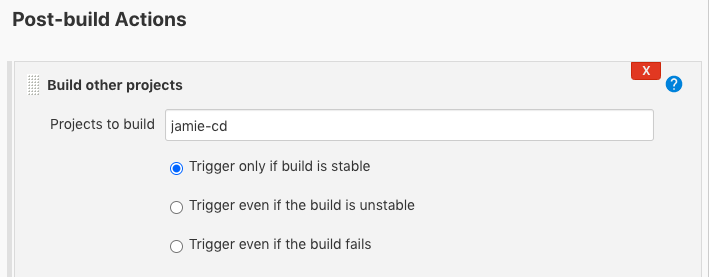 Post-build Actions
X
Build other projects
?
Projects to build jamie-cd
Trigger only if build is stable
Trigger even if the build is unstable
Trigger even if the build fails